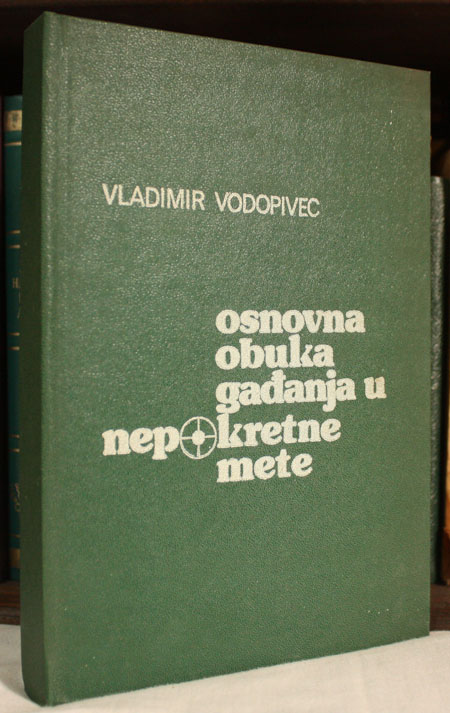 VLADIMIR VODOPIVEC
osnovna
obuka
gađanja u
nepokretne
mete